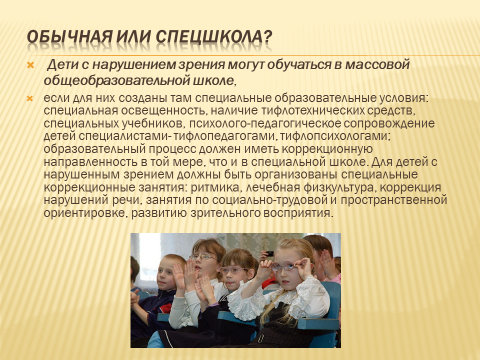 ОБЫЧНАЯ ИЛИ СПЕЦШКОЛА?
Дети с нарушением зрения могут обучаться в массовой
общеобразовательной школе,
если для них созданы там специальные образовательные условия:
специальная освещенность, наличие тифлотехнических средств,
специальных учебников, психолого-педагогическое сопровождение
детей специалистами- тифлопедагогами, тифлопсихологами;
образовательный процесс должен иметь коррекционную
направленность в той мере, что и в специальной школе. Для детей с
нарушенным зрением должны быть организованы специальные
коррекционные занятия: ритмика, лечебная физкультура, коррекция
нарушений речи, занятия по социально-трудовой и пространственной
ориентировке, развитию зрительного восприятия.